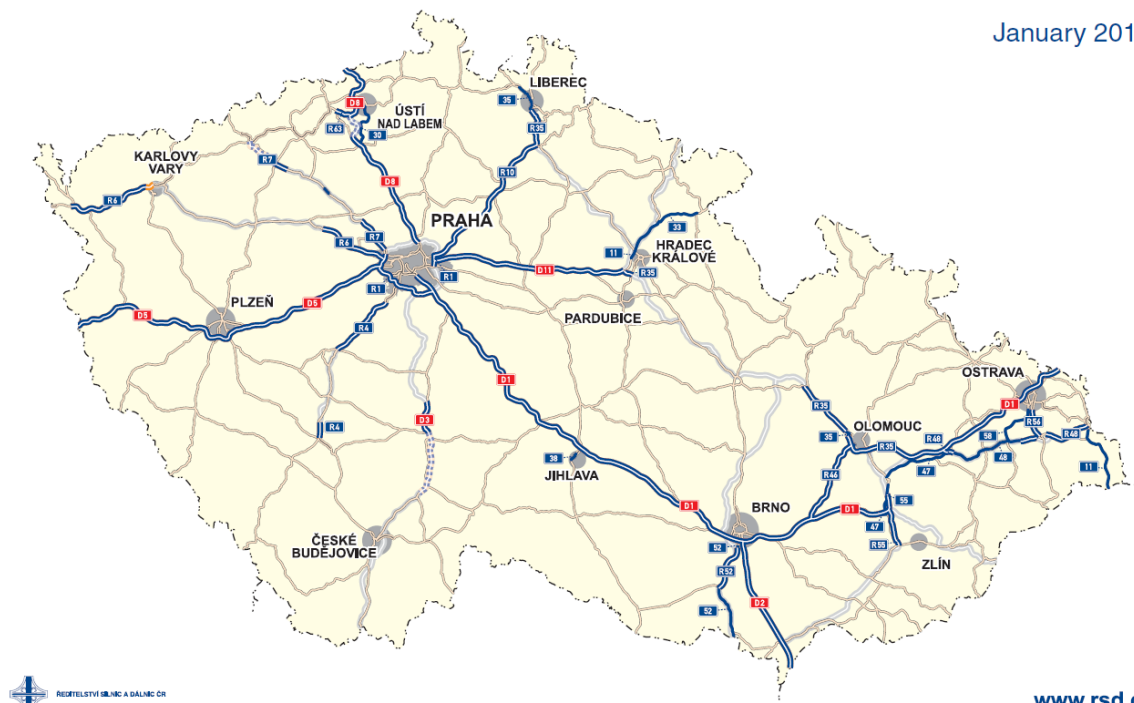 January 201
LIBEREC
35
D8
ÚSTÍ
NAD LABEM
R63
30
R35
KARLOVY
VARY
R7
R10
D8
R6
PRAHA
33
R6
R7
11
HRADEC
KRÁLOVÉ
D11
R35
R1
R1
PLZEŇ
D5
D5
PARDUBICE
R4
D1
OSTRAVA
D1
R35
D3
R4
35
OLOMOUC
R35
R48
58
R56
R48
48
47
11
38
JIHLAVA
R46
D1
BRNO
D1
55
47
ČESKÉ
BUDĚJOVICE
52
R55
ZLÍN
R52
52
D2
ŘEDITELSTVÍ SILNIC A DÁLNIC ČR
www.rsd.c